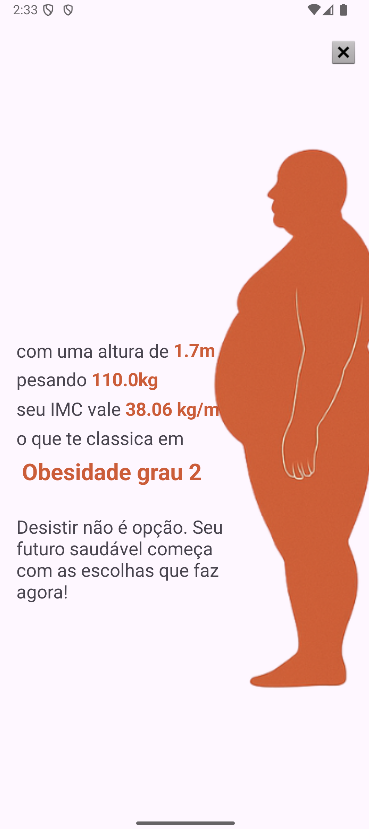 2:33
com uma altura de 1.7m
pesando 110.0kg
seu IMC vale 38.06 kg/m
o que te classica em
Obesidade grau 2
Desistir não é opção. Seu
futuro saudável começa
com as escolhas que faz
agora!